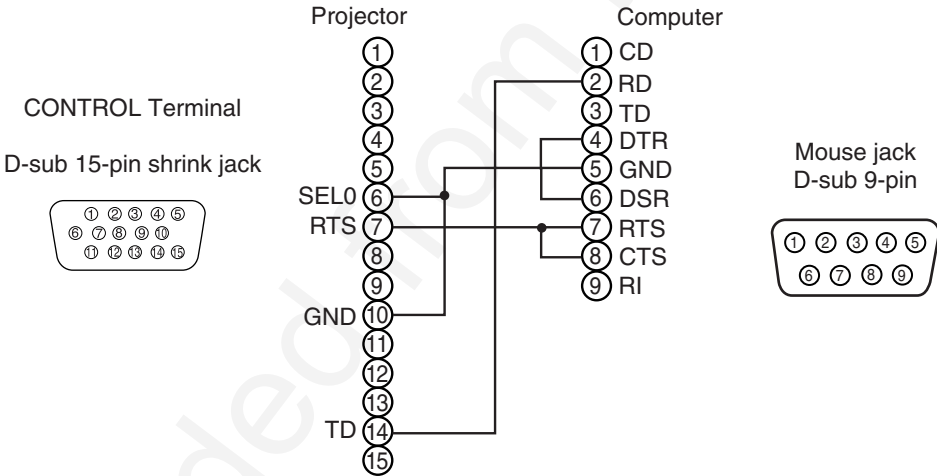 Projector
Computer
CONTROL Terminal
D-sub 15-pin shrink jack
① ② ③ ④ ⑤
⑥ ⑦ ⑧ ⑨ ⑩
⑪ ⑫ ⑬ ⑭ ⑮
①
②
③
④
⑤
SEL0 ⑥
RTS ⑦
⑧
⑨
GND ⑩
⑪
⑫
⑬
TD ⑭
⑮
① CD
② RD
③ TD
④ DTR
⑤ GND
⑥ DSR
⑦ RTS
⑧ CTS
⑨ RI
Mouse jack
D-sub 9-pin
① ② ③ ④ ⑤
⑥ ⑦ ⑧ ⑨
ded from